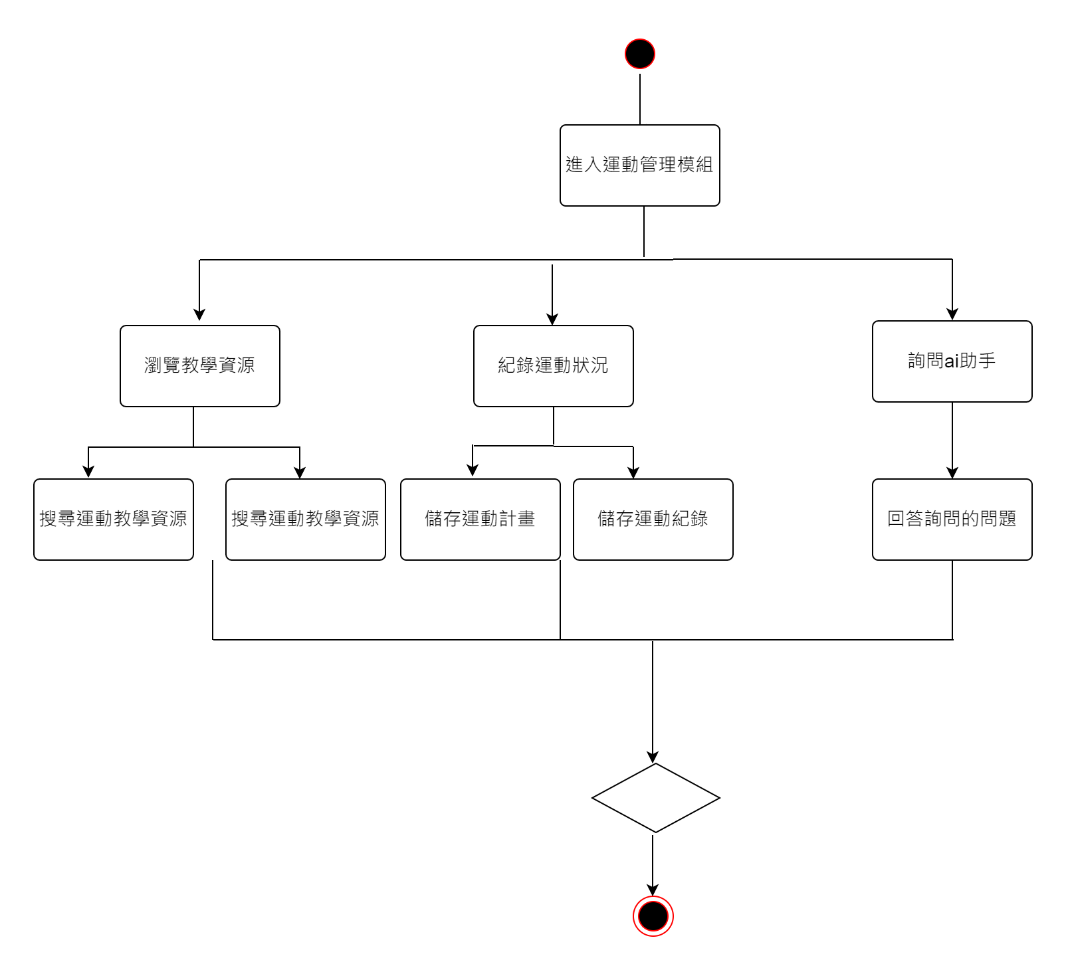 進入運動管理模組
瀏覽教學資源
紀錄運動狀況
詢問ai助手
搜尋運動教學資源
搜尋運動教學資源
儲存運動計畫
儲存運動紀錄
回答詢問的問題